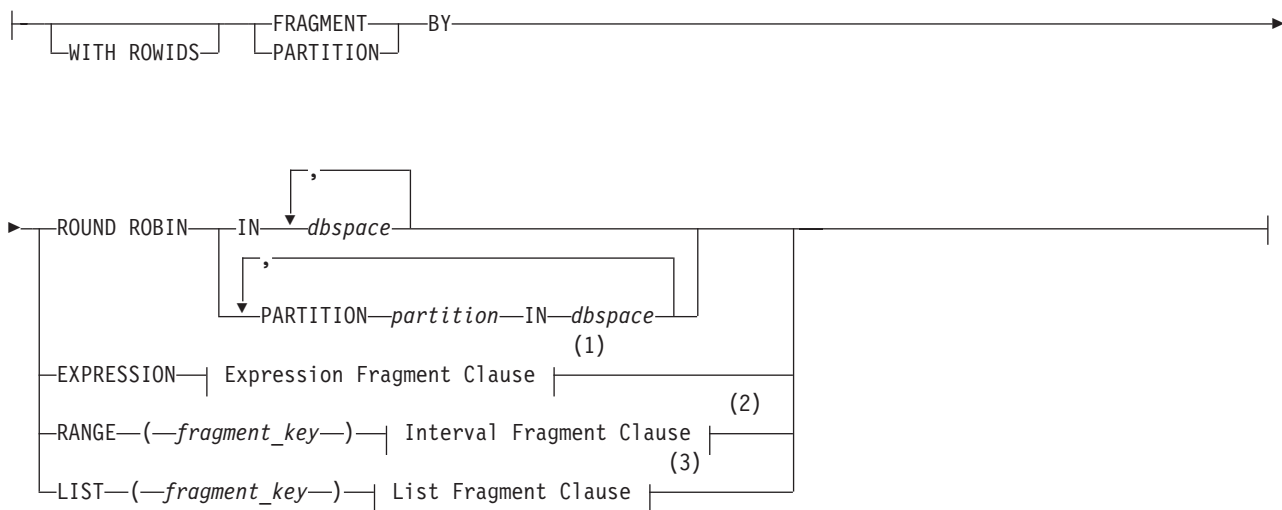 FRAGMENT BY
WITH ROWIDS PARTITION
,
ROUND ROBIN IN dbspace
,
PARTITION partition IN dbspace
(1)
EXPRESSION Expression Fragment Clause
(2)
RANGE ( fragment_key ) Interval Fragment Clause
(3)
LIST ( fragment_key ) List Fragment Clause